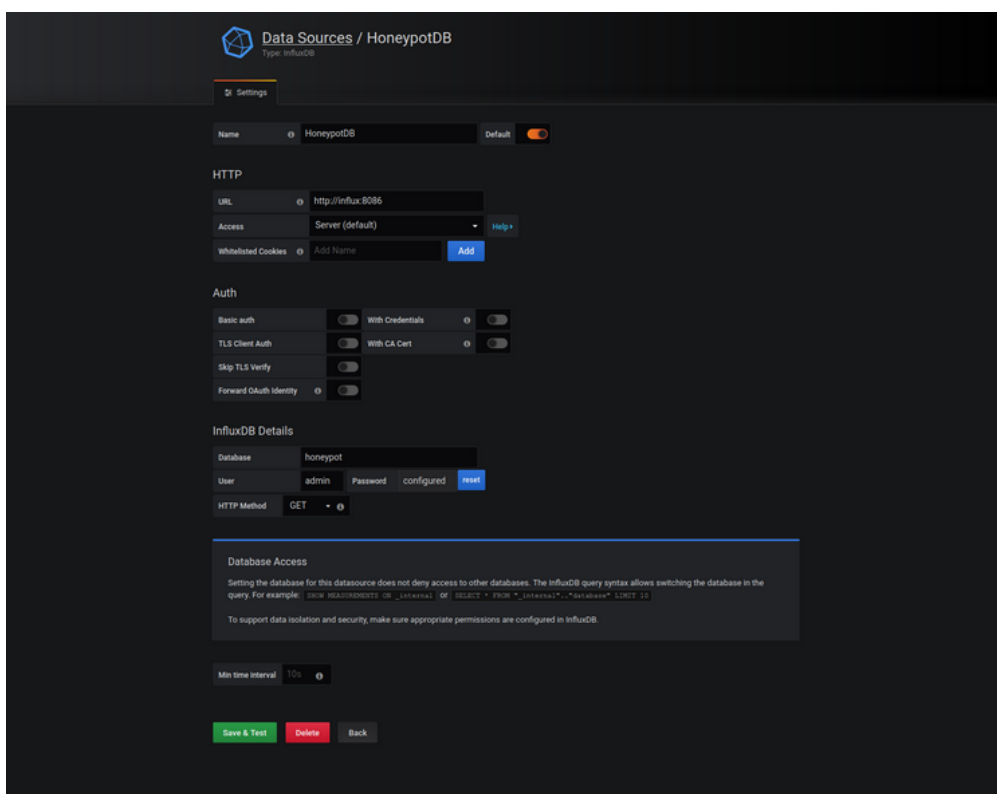 Data Sources / HoneypotDB
Type: InfluxDB
Settings
Name HoneypotDB Default
HTTP
URL http://influx:8086
Access Server (default) Help
Whitelisted Cookies Add Name Add
Auth
Basic auth With Credentials
TLS Client Auth With CA Cert
Skip TLS Verify
Forward OAuth Identity
InfluxDB Details
Database honeypot
User admin Password configured reset
HTTP Method GET
Database Access
Setting the database for this datasource does not deny access to other databases. The InfluxDB query syntax allows switching the database in the
query. For example: SHOW MEASUREMENTS ON _internal or SELECT * FROM "_internal".."database" LIMIT 10
To support data isolation and security, make sure appropriate permissions are configured in InfluxDB.
Min time interval 10s
Save & Test Delete Back